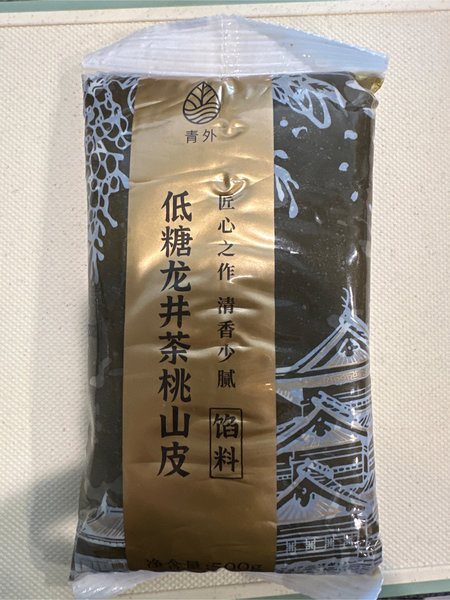 青外
低糖龙井茶桃山皮
匠心之作 清香少腻
馅料
净含量:500g